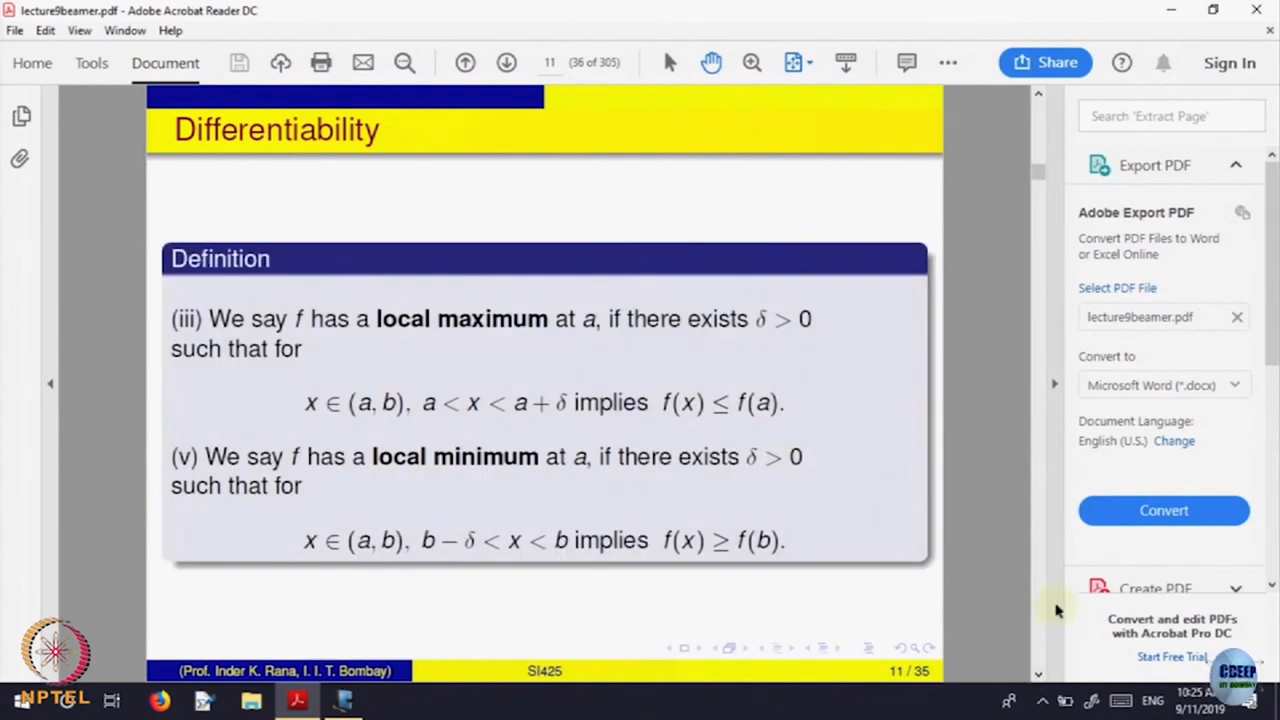 lecture9beamer.pdf - Adobe Acrobat Reader DC
File Edit View Window Help
Home Tools Document 11 (36 of 305) Share Sign In
Differentiability
Definition
(iii) We say f has a local maximum at a, if there exists δ > 0
such that for
x ∈ (a, b), a < x < a + δ implies f(x) ≤ f(a).
(v) We say f has a local minimum at a, if there exists δ > 0
such that for
x ∈ (a, b), b − δ < x < b implies f(x) ≥ f(b).
(Prof. Inder K. Rana, I. I. T. Bombay) SI425 11 / 35
Search 'Extract Page'
Export PDF
Adobe Export PDF
Convert PDF Files to Word
or Excel Online
Select PDF File
lecture9beamer.pdf
Convert to
Microsoft Word (*.docx)
Document Language:
English (U.S.) Change
Convert
Create PDF
Convert and edit PDFs
with Acrobat Pro DC
Start Free Trial
NPTEL
CDEEP
IIT BOMBAY
ENG
10:25
9/11/2019